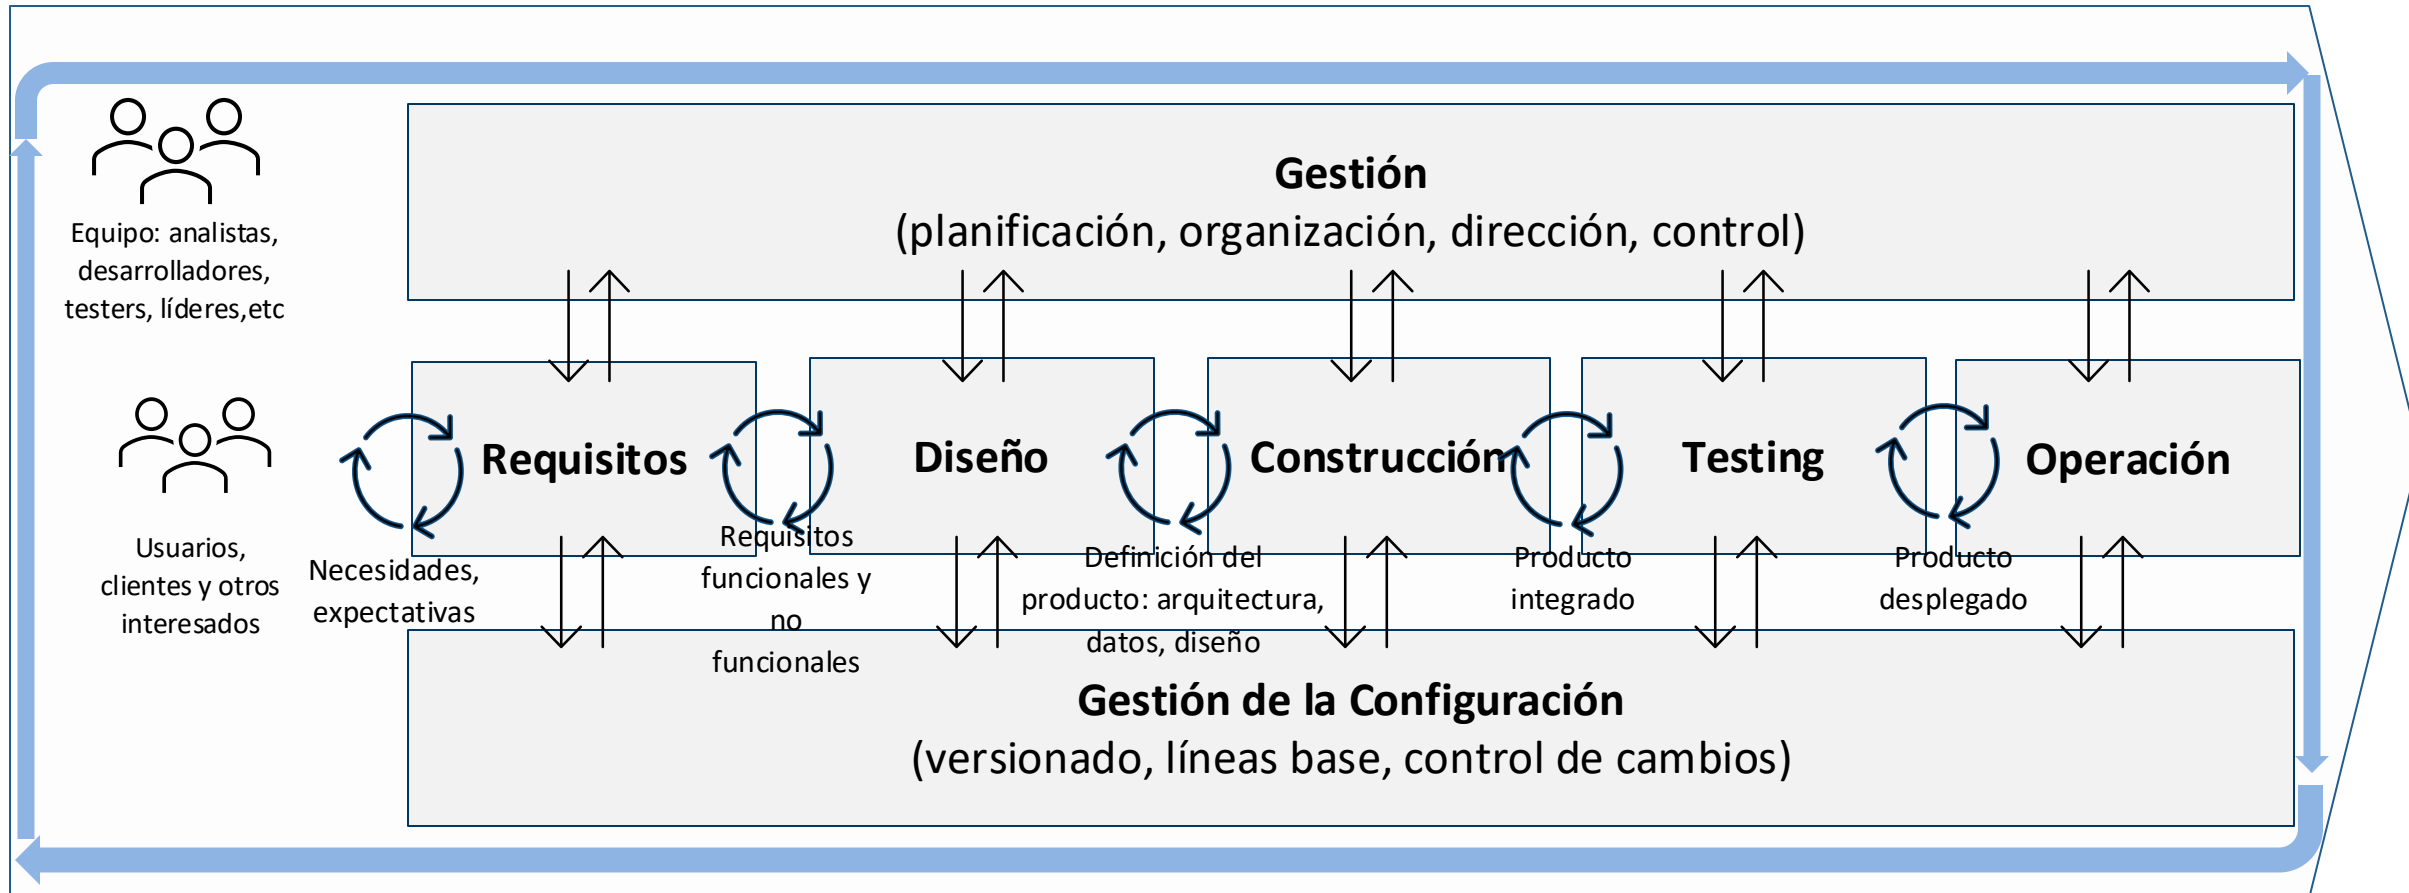 Gestión
(planificación, organización, dirección, control)
Equipo: analistas,
desarrolladores,
testers, líderes,etc
Requisitos
Diseño
Construcción
Testing
Operación
Usuarios,
clientes y otros
interesados
Necesidades,
expectativas
Requisitos
funcionales y
no
funcionales
Definición del
producto: arquitectura,
datos, diseño
Producto
integrado
Producto
desplegado
Gestión de la Configuración
(versionado, líneas base, control de cambios)